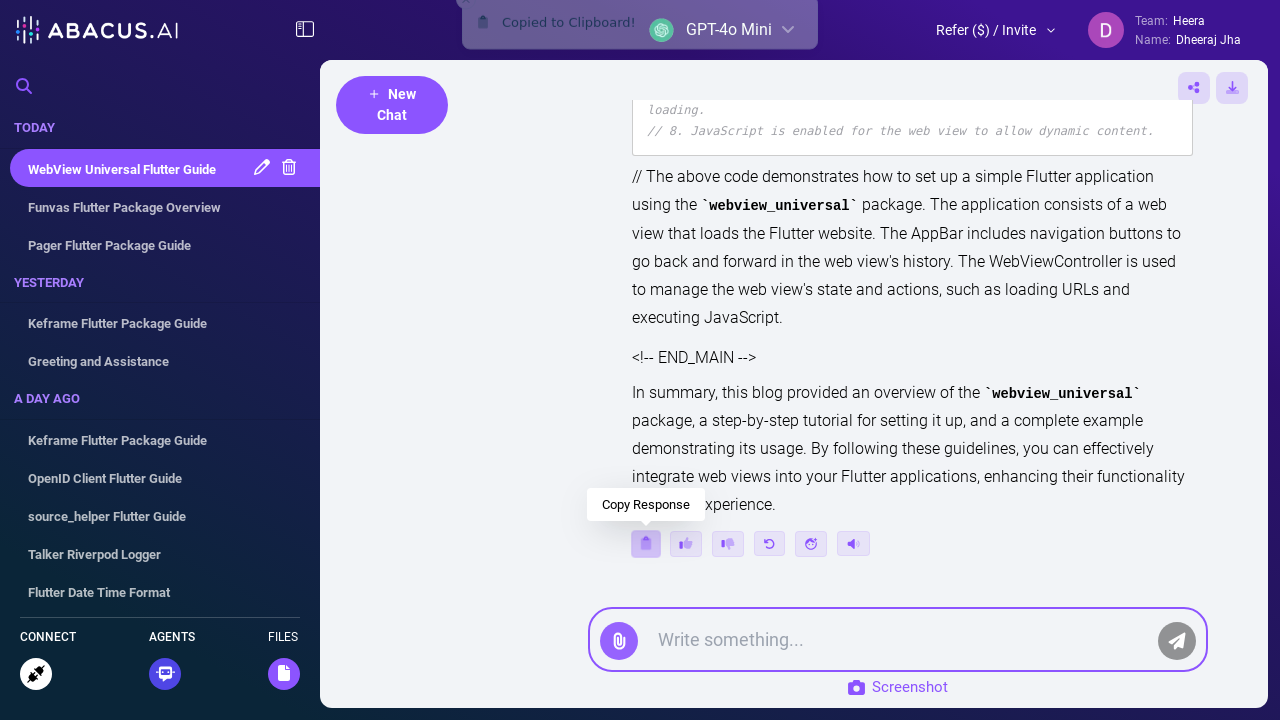 ABACUS.AI
Copied to Clipboard!
GPT-4o Mini
Refer ($) / Invite
D
Team: Heera
Name: Dheeraj Jha
TODAY
WebView Universal Flutter Guide
Funvas Flutter Package Overview
Pager Flutter Package Guide
YESTERDAY
Keframe Flutter Package Guide
Greeting and Assistance
A DAY AGO
Keframe Flutter Package Guide
OpenID Client Flutter Guide
source_helper Flutter Guide
Talker Riverpod Logger
Flutter Date Time Format
CONNECT
AGENTS
FILES
+ New
Chat
loading.
// 8. JavaScript is enabled for the web view to allow dynamic content.
// The above code demonstrates how to set up a simple Flutter application
using the `webview_universal` package. The application consists of a web
view that loads the Flutter website. The AppBar includes navigation buttons to
go back and forward in the web view's history. The WebViewController is used
to manage the web view's state and actions, such as loading URLs and
executing JavaScript.
<!-- END_MAIN -->
In summary, this blog provided an overview of the `webview_universal`
package, a step-by-step tutorial for setting it up, and a complete example
demonstrating its usage. By following these guidelines, you can effectively
integrate web views into your Flutter applications, enhancing their functionality
xperience.
Copy Response
Write something...
Screenshot